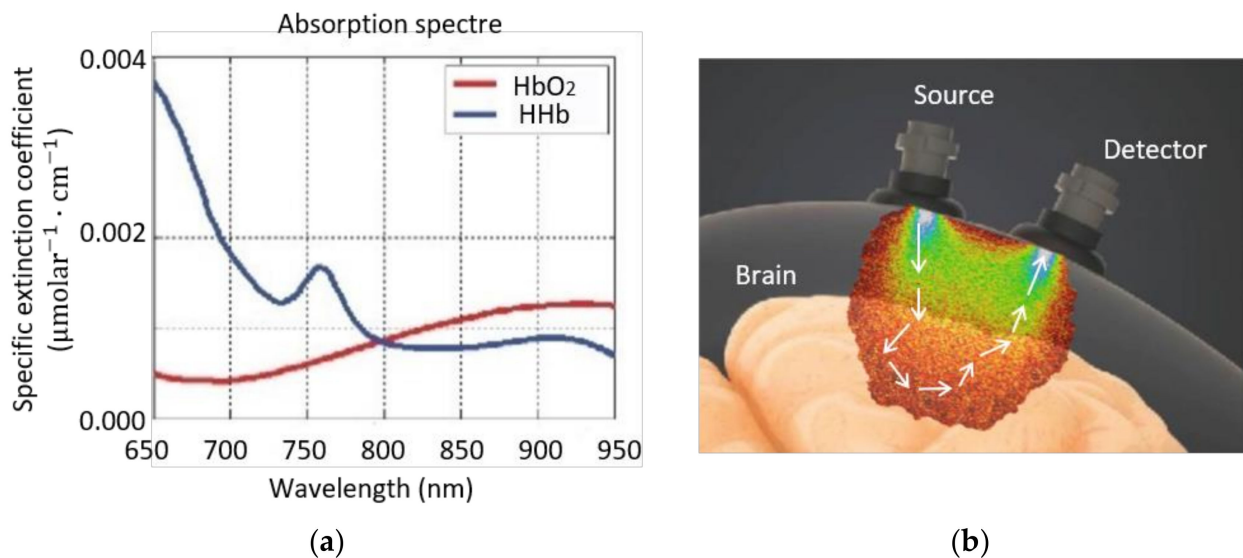 Absorption spectre
Specific extinction coefficient
(µmolar⁻¹ · cm⁻¹)
0.004
0.002
0.000
HbO₂
HHb
650 700 750 800 850 900 950
Wavelength (nm)
(a)
Source
Detector
Brain
(b)